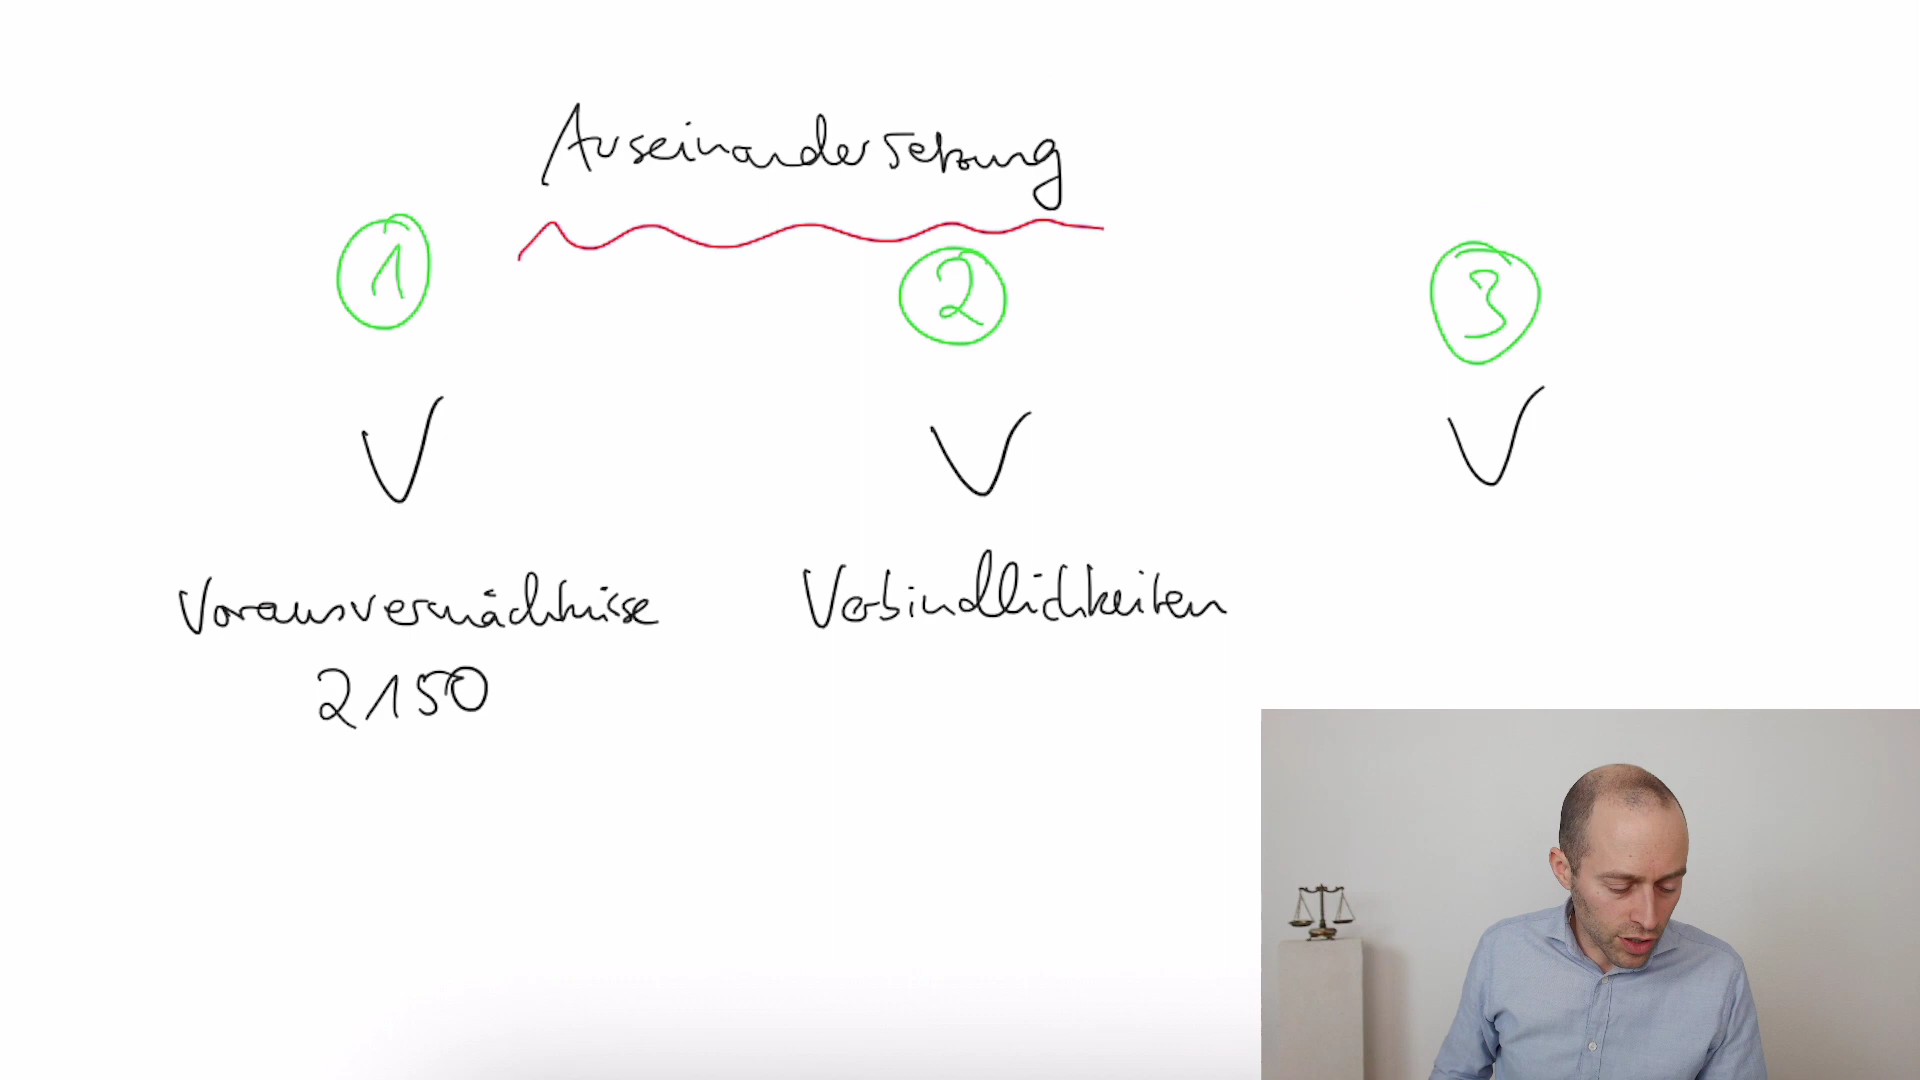 Auseinandersetzung
1
2
3
V
V
V
Vorausvermächtnisse
Verbindlichkeiten
2150